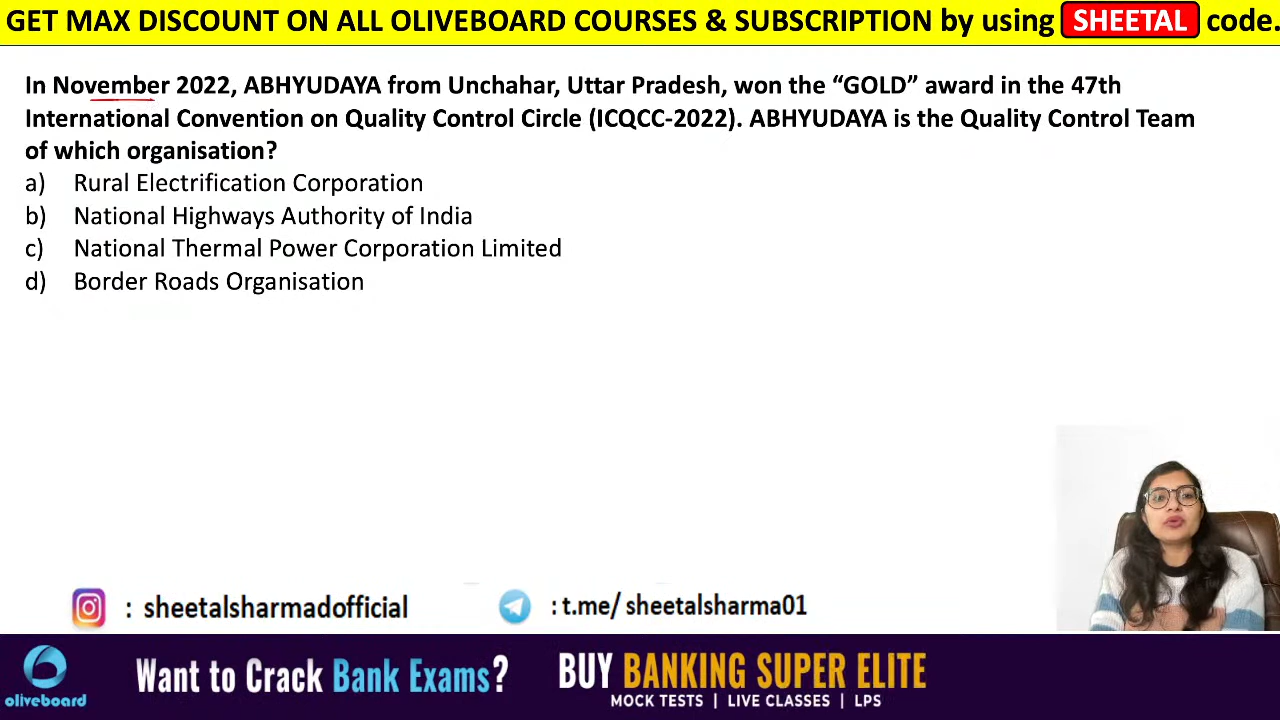 GET MAX DISCOUNT ON ALL OLIVEBOARD COURSES & SUBSCRIPTION by using SHEETAL code.
In November 2022, ABHYUDAYA from Unchahar, Uttar Pradesh, won the “GOLD” award in the 47th
International Convention on Quality Control Circle (ICQCC-2022). ABHYUDAYA is the Quality Control Team
of which organisation?
a) Rural Electrification Corporation
b) National Highways Authority of India
c) National Thermal Power Corporation Limited
d) Border Roads Organisation
: sheetalsharmadofficial
: t.me/ sheetalsharma01
oliveboard
Want to Crack Bank Exams?
BUY BANKING SUPER ELITE
MOCK TESTS | LIVE CLASSES | LPS